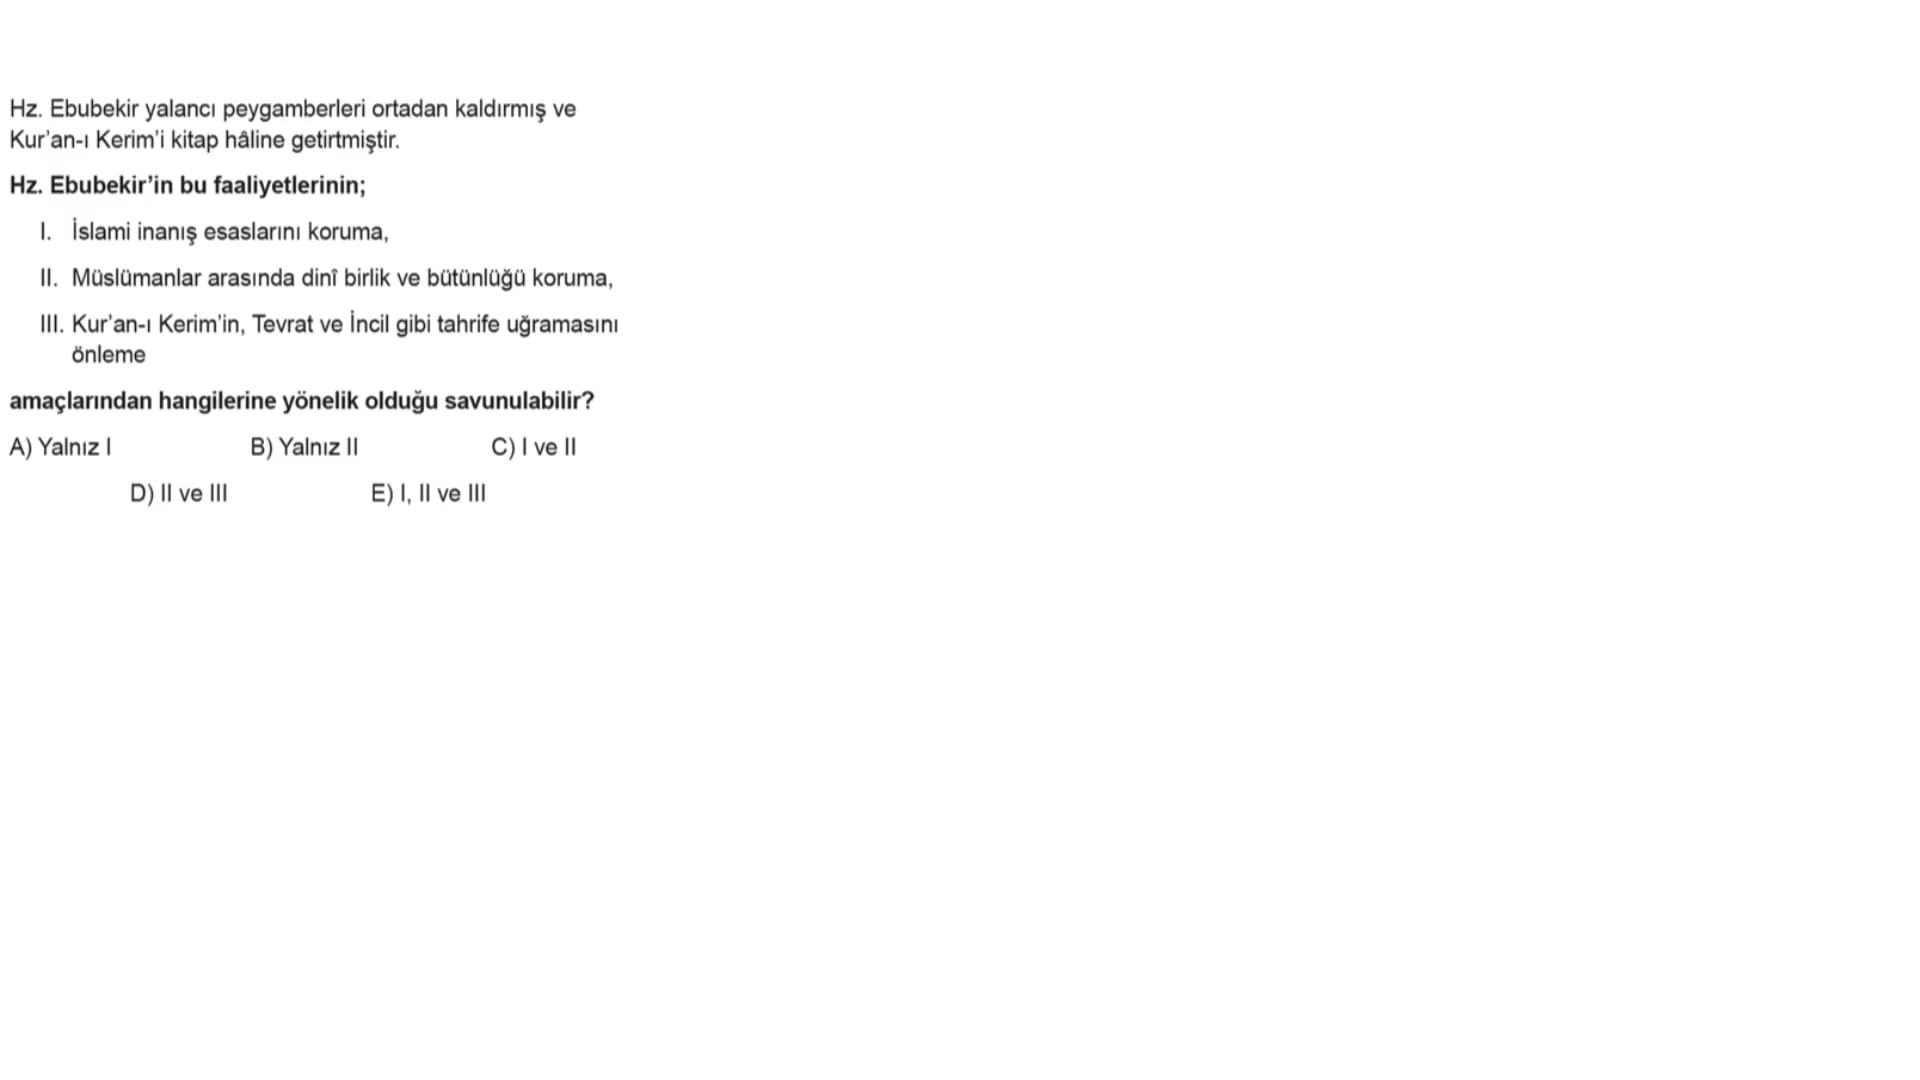 Hz. Ebubekir yalancı peygamberleri ortadan kaldırmış ve
Kur’an-ı Kerim’i kitap hâline getirtmiştir.
Hz. Ebubekir’in bu faaliyetlerinin;
I. İslami inanış esaslarını koruma,
II. Müslümanlar arasında dinî birlik ve bütünlüğü koruma,
III. Kur’an-ı Kerim’in, Tevrat ve İncil gibi tahrife uğramasını
önleme
amaçlarından hangilerine yönelik olduğu savunulabilir?
A) Yalnız I B) Yalnız II C) I ve II
D) II ve III E) I, II ve III